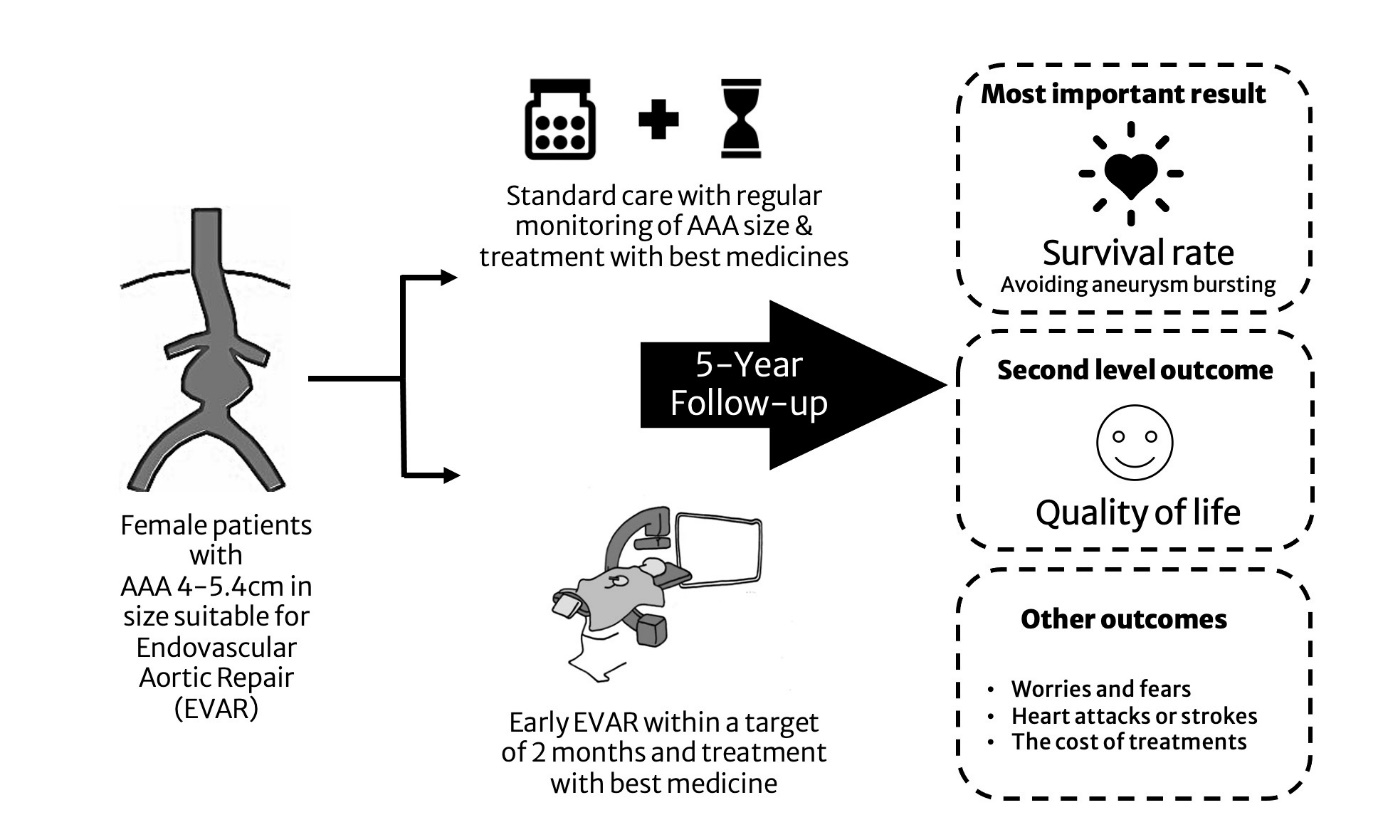 Female patients
with
AAA 4-5.4cm in
size suitable for
Endovascular
Aortic Repair
(EVAR)
Standard care with regular
monitoring of AAA size &
treatment with best medicines
5-Year
Follow-up
Early EVAR within a target
of 2 months and treatment
with best medicine
Most important result
Survival rate
Avoiding aneurysm bursting
Second level outcome
Quality of life
Other outcomes
• Worries and fears
• Heart attacks or strokes
• The cost of treatments